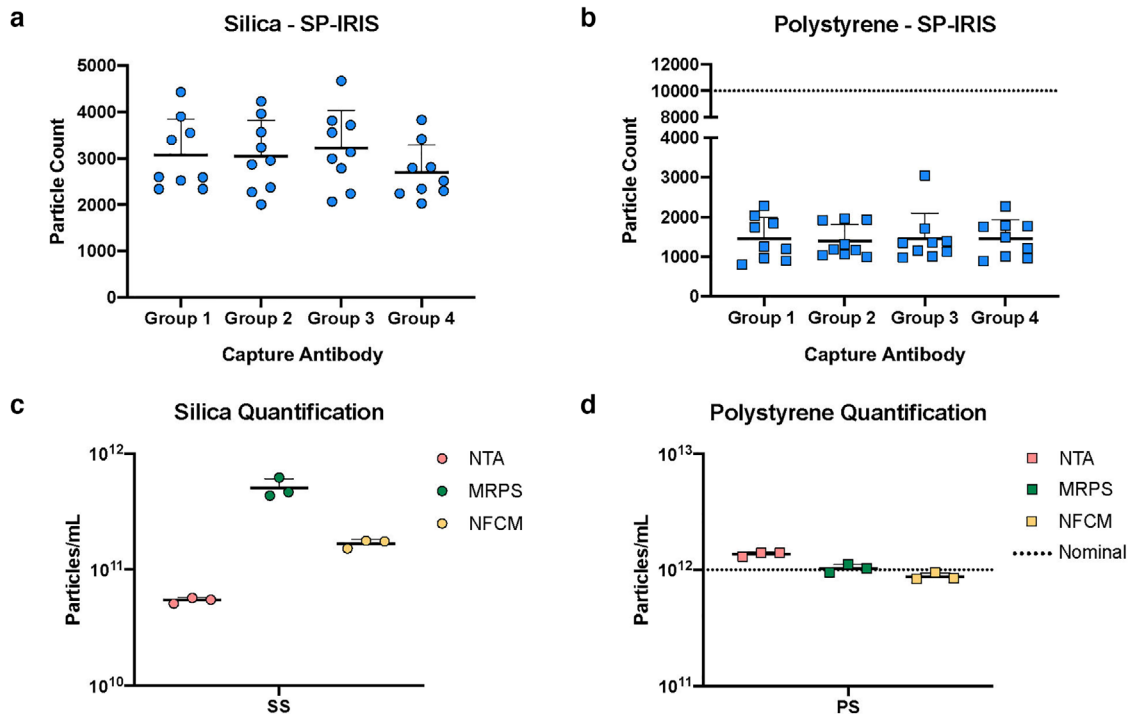 a
Silica - SP-IRIS
Particle Count
5000
4000
3000
2000
1000
0
Group 1 Group 2 Group 3 Group 4
Capture Antibody
b
Polystyrene - SP-IRIS
Particle Count
12000
10000
8000
4000
3000
2000
1000
0
Group 1 Group 2 Group 3 Group 4
Capture Antibody
c
Silica Quantification
Particles/mL
10¹²
10¹¹
10¹⁰
SS
NTA
MRPS
NFCM
d
Polystyrene Quantification
Particles/mL
10¹³
10¹²
10¹¹
PS
NTA
MRPS
NFCM
Nominal